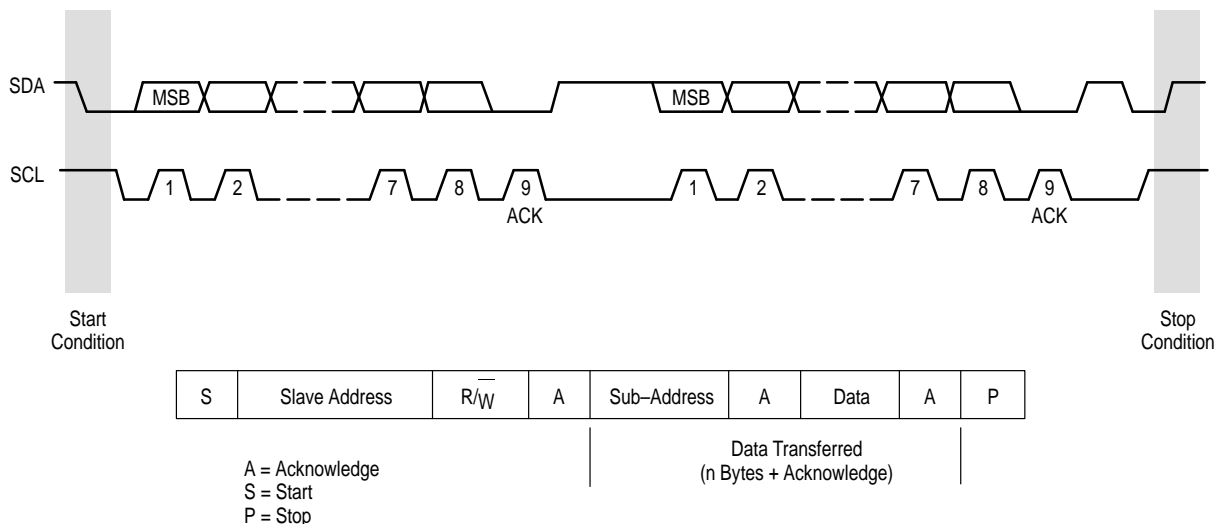 SDA
MSB
MSB
SCL
1 2 7 8 9 1 2 7 8 9
ACK ACK
Start
Condition
Stop
Condition
S Slave Address R/W̅ A Sub–Address A Data A P
Data Transferred
(n Bytes + Acknowledge)
A = Acknowledge
S = Start
P = Stop